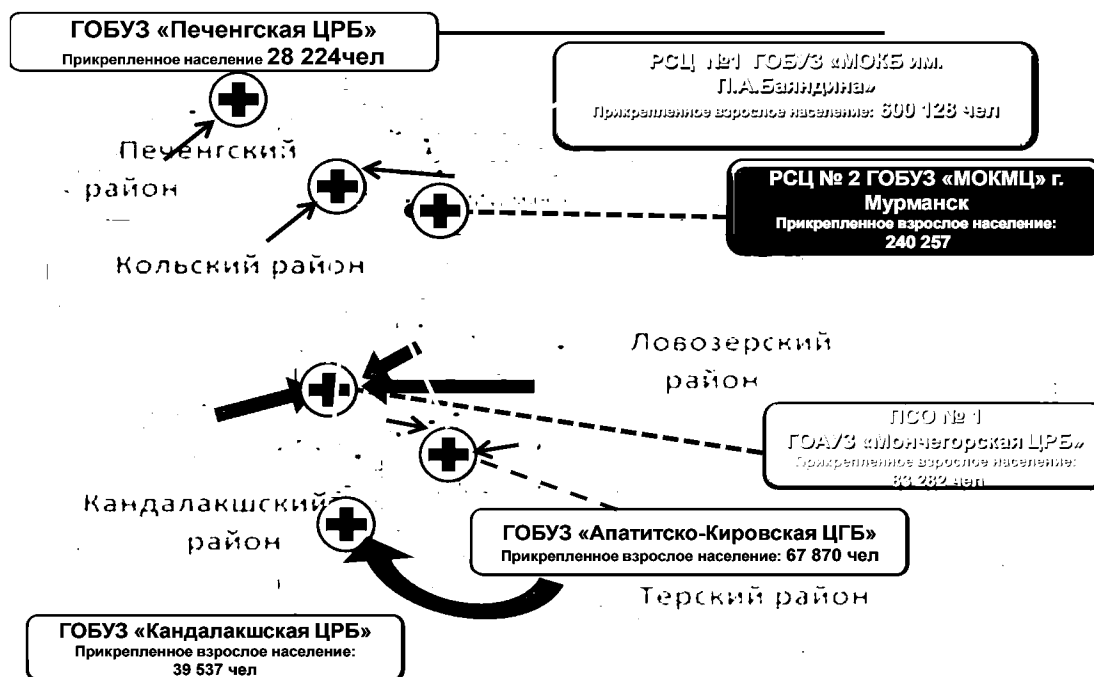 ГОБУЗ «Печенгская ЦРБ»
Прикрепленное население 28 224чел
РСЦ №1 ГОБУЗ «МОКБ им.
П.А.Баяндина»
Прикрепленное взрослое население: 600 128 чел
Печенгский
район
РСЦ № 2 ГОБУЗ «МОКМЦ» г.
Мурманск
Прикрепленное взрослое население:
240 257
Кольский район
Ловозерский
район
ПСО № 1
ГОАУЗ «Мончегорская ЦРБ»
Прикрепленное взрослое население:
83 282 чел
Кандалакшский
район
ГОБУЗ «Апатитско-Кировская ЦГБ»
Прикрепленное взрослое население: 67 870 чел
Терский район
ГОБУЗ «Кандалакшская ЦРБ»
Прикрепленное взрослое население:
39 537 чел